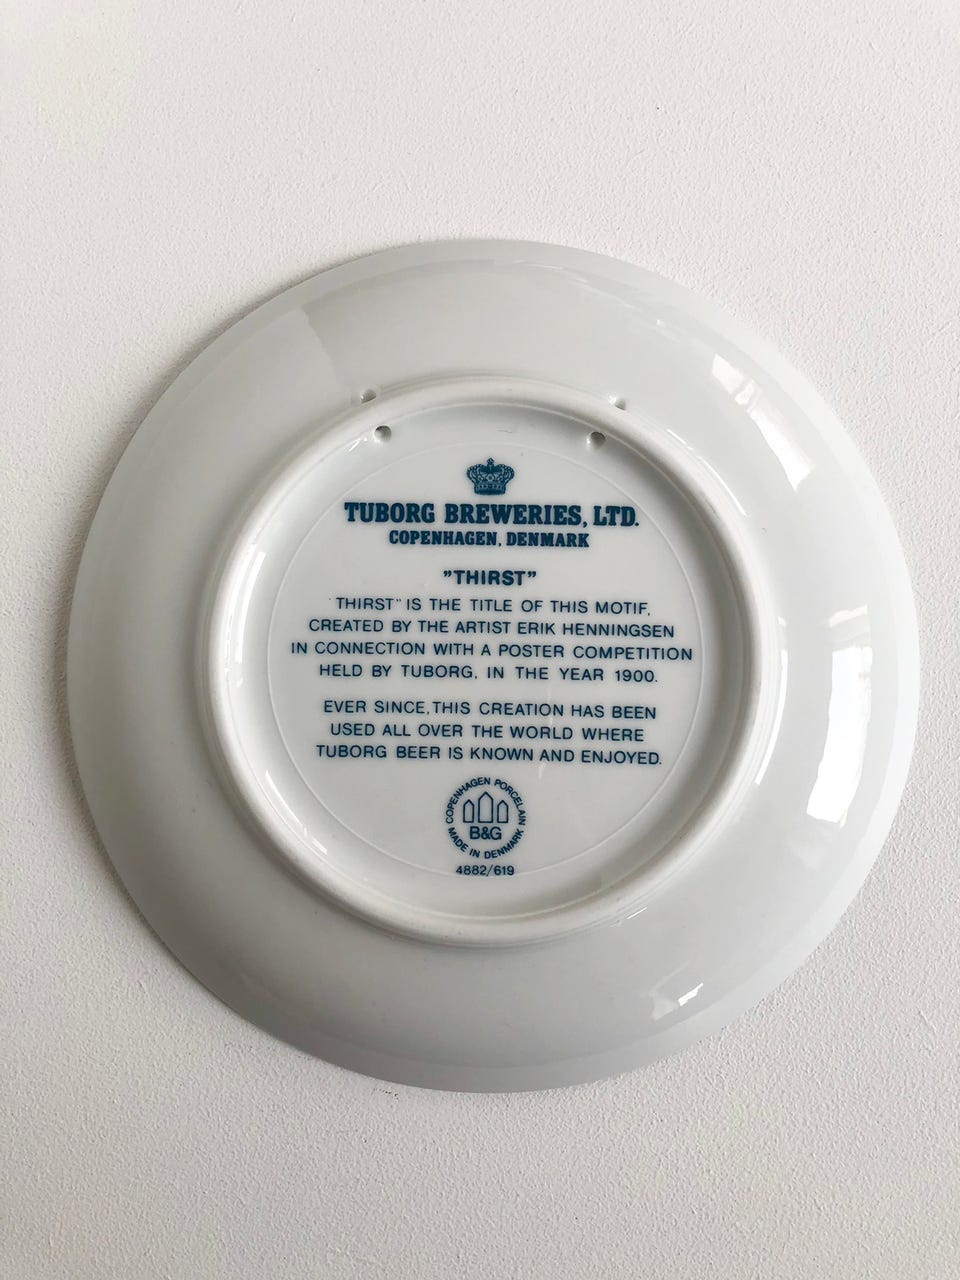 TUBORG BREWERIES, LTD.
COPENHAGEN, DENMARK
"THIRST"
THIRST" IS THE TITLE OF THIS MOTIF,
CREATED BY THE ARTIST ERIK HENNINGSEN
IN CONNECTION WITH A POSTER COMPETITION
HELD BY TUBORG, IN THE YEAR 1900.
EVER SINCE, THIS CREATION HAS BEEN
USED ALL OVER THE WORLD WHERE
TUBORG BEER IS KNOWN AND ENJOYED.
COPENHAGEN PORCELAIN
B&G
MADE IN DENMARK
4882/619